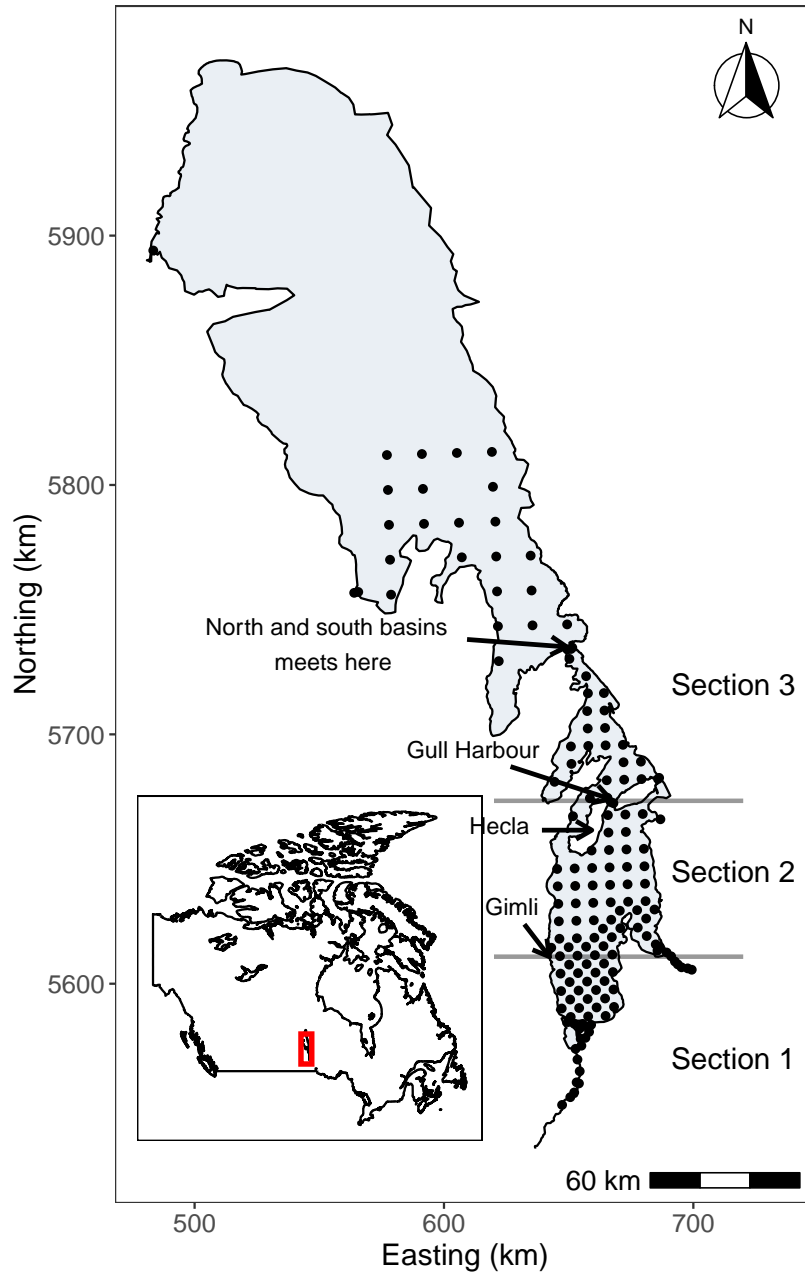 N
5900
5800
5700
5600
Northing (km)
North and south basins
meets here
Section 3
Gull Harbour
Hecla
Section 2
Gimli
Section 1
60 km
500
600
700
Easting (km)